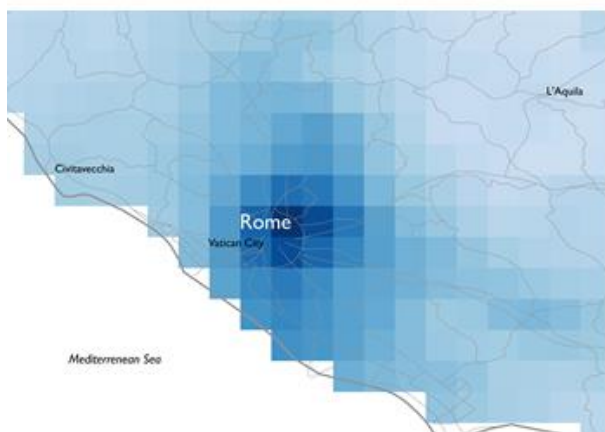 L'Aquila
Civitavecchia
Rome
Vatican City
Mediterranean Sea